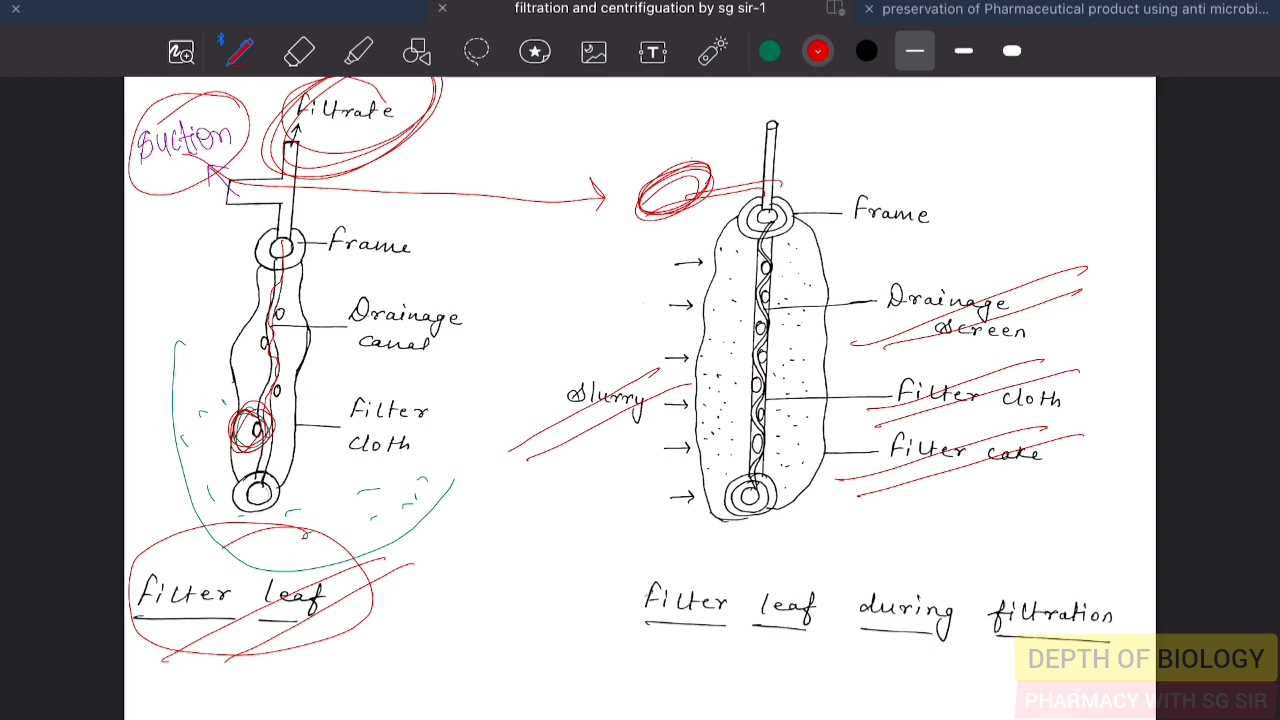 filtration and centrifiguation by sg sir-1
preservation of Pharmaceutical product using anti microbi...
filtrate
suction
frame
Drainage
canal
filter
cloth
filter leaf
frame
Drainage
screen
slurry
filter cloth
filter cake
filter leaf during filtration
DEPTH OF BIOLOGY
PHARMACY WITH SG SIR